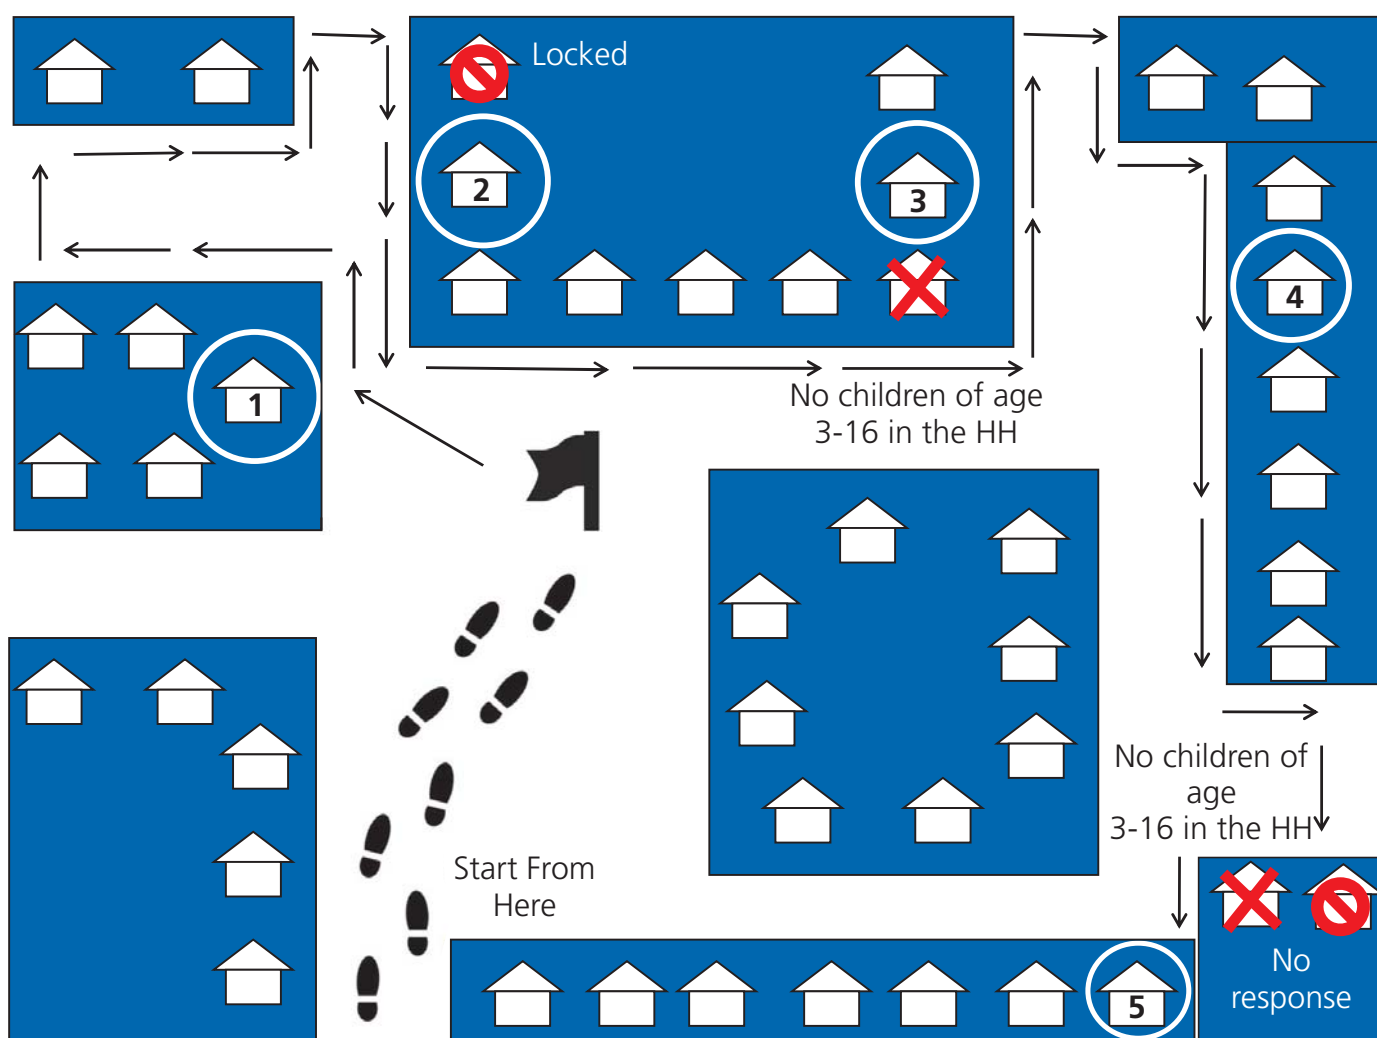 Locked
2
3
4
1
No children of age
3-16 in the HH
No children of
age
3-16 in the HH
Start From
Here
5
No
response